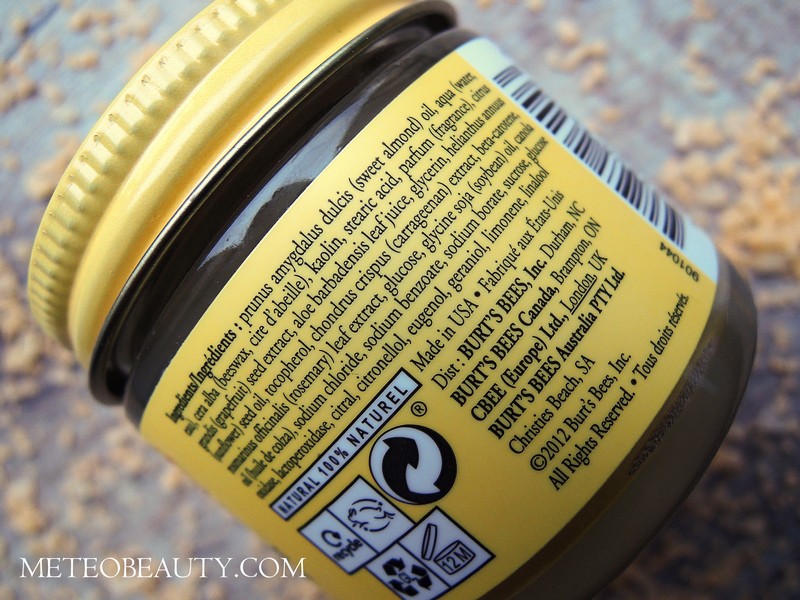 Ingredients/Ingrédients : prunus amygdalus dulcis (sweet almond) oil, aqua (water,
eau), cera alba (beeswax, cire d'abeille), kaolin, stearic acid, parfum (fragrance), citrus
grandis (grapefruit) seed extract, aloe barbadensis leaf juice, glycerin, helianthus annuus
(sunflower) seed oil, tocopherol, chondrus crispus (carrageenan) extract, beta-carotene,
rosmarinus officinalis (rosemary) leaf extract, glucose, glycine soja (soybean) oil, canola
oil (huile de colza), sodium chloride, sodium benzoate, sodium borate, sucrose, glucose
oxidase, lactoperoxidase, citral, citronellol, eugenol, geraniol, limonene, linalool
Made in USA • Fabriqué aux États-Unis
Dist : BURT'S BEES, Inc. Durham, NC
BURT'S BEES Canada, Brampton, ON
CBEE (Europe) Ltd., London, UK
BURT'S BEES Australia PTY Ltd.
Christies Beach, SA
©2012 Burt's Bees, Inc.
All Rights Reserved. • Tous droits réservés.
NATURAL 100% NATUREL
®
recycle
12M
901044
METEOBEAUTY.COM